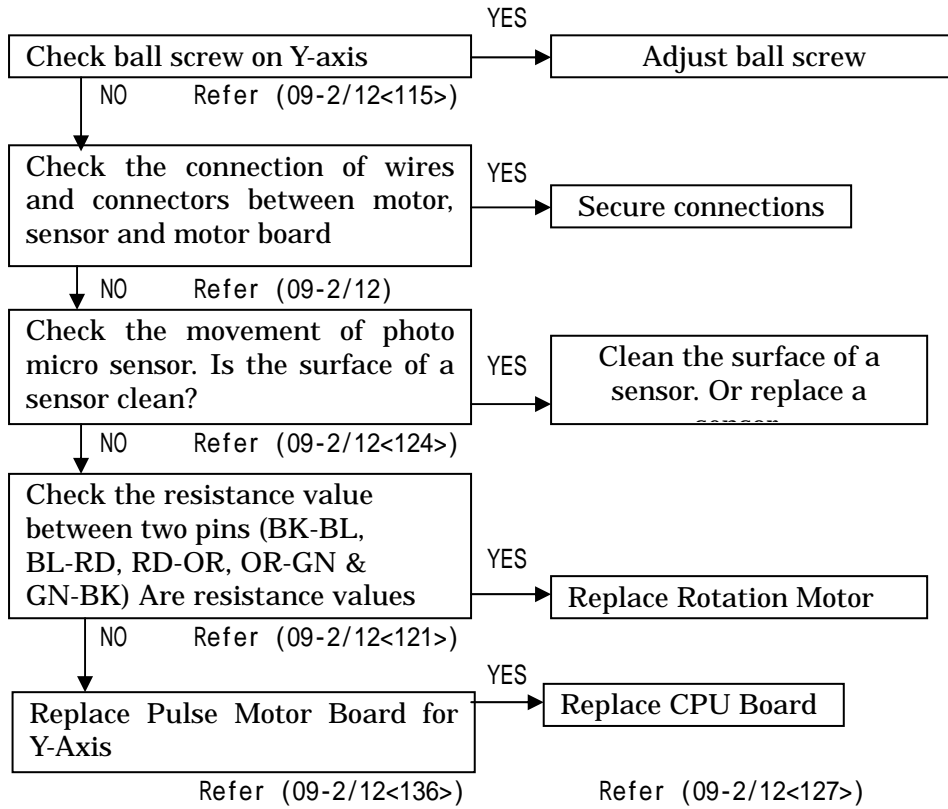 YES
Check ball screw on Y-axis
Adjust ball screw
NO Refer (09-2/12<115>)
Check the connection of wires
and connectors between motor,
sensor and motor board
YES
Secure connections
NO Refer (09-2/12)
Check the movement of photo
micro sensor. Is the surface of a
sensor clean?
YES
Clean the surface of a
sensor. Or replace a
NO Refer (09-2/12<124>)
Check the resistance value
between two pins (BK-BL,
BL-RD, RD-OR, OR-GN &
GN-BK) Are resistance values
YES
Replace Rotation Motor
NO Refer (09-2/12<121>)
YES
Replace Pulse Motor Board for
Y-Axis
Replace CPU Board
Refer (09-2/12<136>) Refer (09-2/12<127>)